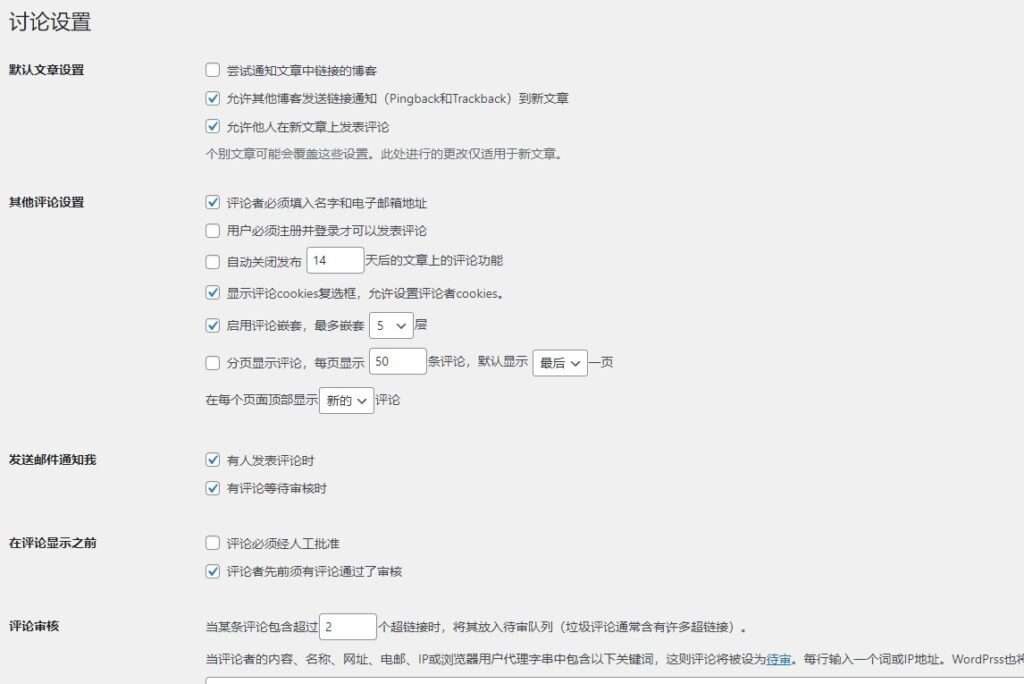 讨论设置
默认文章设置
尝试通知文章中链接的博客
允许其他博客发送链接通知（Pingback和Trackback）到新文章
允许他人在新文章上发表评论
个别文章可能会覆盖这些设置。此处进行的更改仅适用于新文章。
其他评论设置
评论者必须填入名字和电子邮箱地址
用户必须注册并登录才可以发表评论
自动关闭发布 14 天后的文章上的评论功能
显示评论cookies复选框，允许设置评论者cookies。
启用评论嵌套，最多嵌套 5 层
分页显示评论，每页显示 50 条评论，默认显示 最后 一页
在每个页面顶部显示 新的 评论
发送邮件通知我
有人发表评论时
有评论等待审核时
在评论显示之前
评论必须经人工批准
评论者先前须有评论通过了审核
评论审核
当某条评论包含超过 2 个超链接时，将其放入待审队列（垃圾评论通常含有许多超链接）。
当评论者的内容、名称、网址、电邮、IP或浏览器用户代理字串中包含以下关键词，这则评论将被设为待审。每行输入一个词或IP地址。WordPrss也将